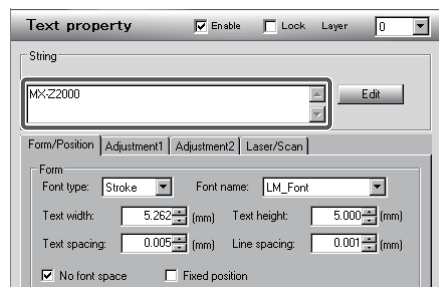 Text property Enable Lock Layer 0
String
MX-Z2000 Edit
Form/Position Adjustment1 Adjustment2 Laser/Scan
Form
Font type: Stroke Font name: LM_Font
Text width: 5.262 (mm) Text height: 5.000 (mm)
Text spacing: 0.005 (mm) Line spacing: 0.001 (mm)
No font space Fixed position